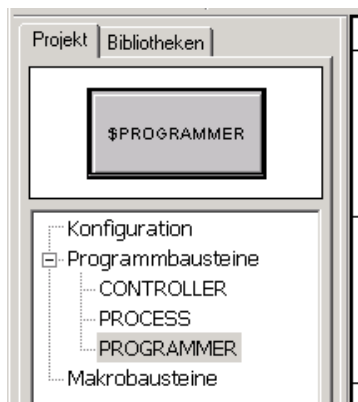 Projekt Bibliotheken
$PROGRAMMER
Konfiguration
Programmbausteine
CONTROLLER
PROCESS
PROGRAMMER
Makrobausteine